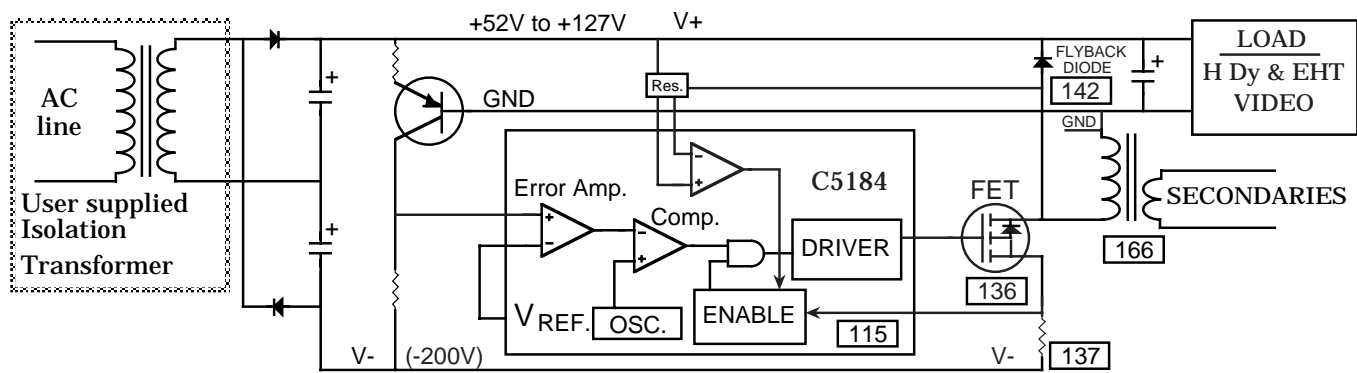 +52V to +127V
V+
AC
line
User supplied
Isolation
Transformer
+
+
GND
Res.
FLYBACK
DIODE
142
+
LOAD
H Dy & EHT
VIDEO
GND
C5184
-
+
Error Amp.
+
-
Comp.
-
+
DRIVER
FET
136
SECONDARIES
166
VREF.
OSC.
ENABLE
115
V-
(-200V)
V-
137